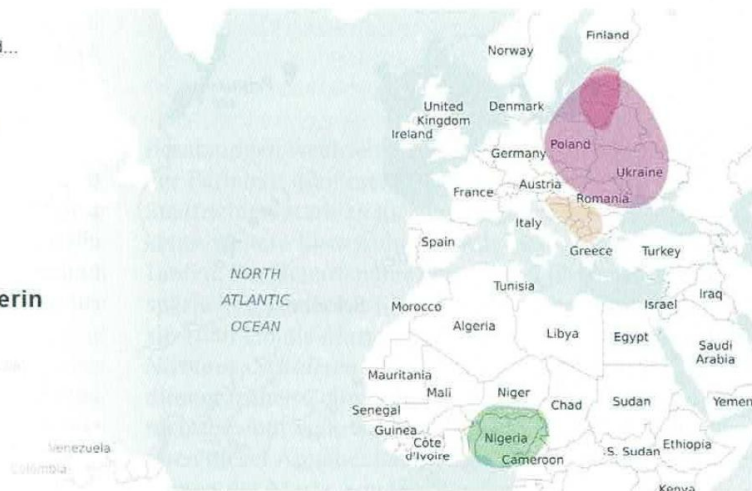 d...
erin
Finland
Norway
United
Kingdom
Denmark
Ireland
Germany
Poland
Ukraine
France
Austria
Romania
Italy
Spain
Greece
Turkey
NORTH
ATLANTIC
OCEAN
Tunisia
Morocco
Israel
Iraq
Algeria
Libya
Egypt
Saudi
Arabia
Mauritania
Mali
Niger
Chad
Sudan
Yemen
Senegal
Guinea
Côte
d'Ivoire
Nigeria
Cameroon
S. Sudan
Ethiopia
Kenya
Venezuela
Colombia